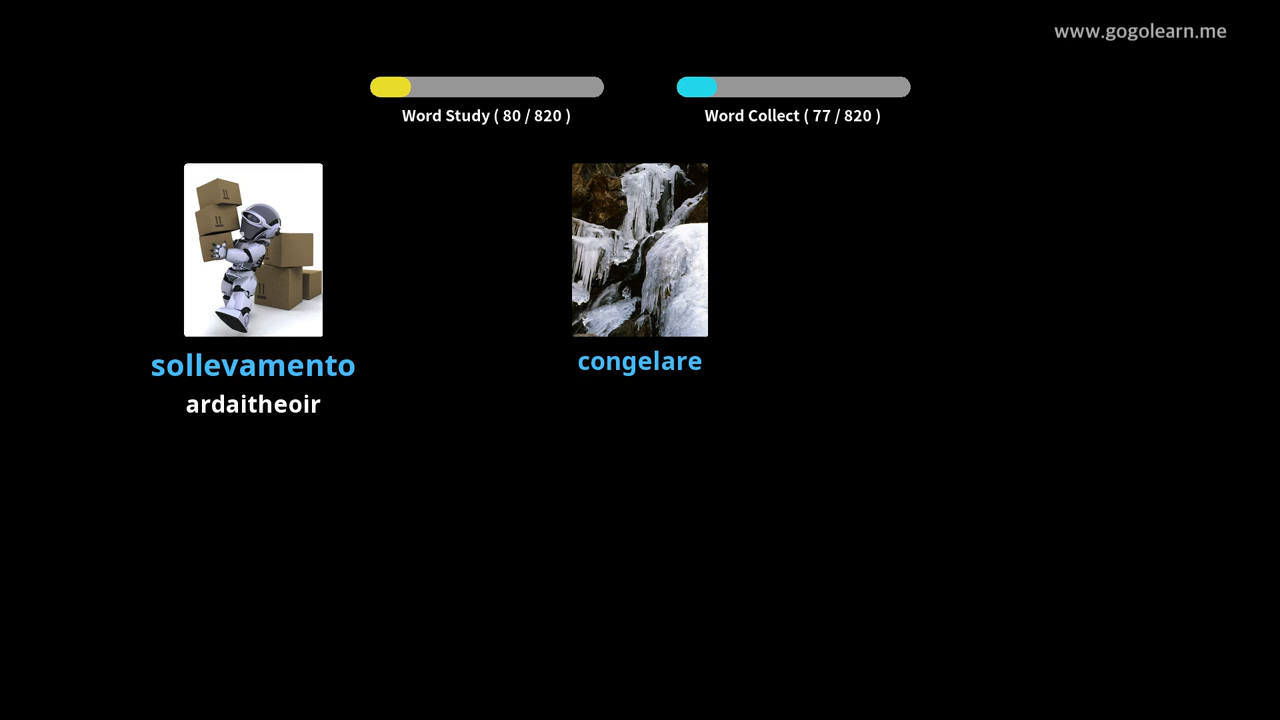 www.gogolearn.me
Word Study ( 80 / 820 )
Word Collect ( 77 / 820 )
sollevamento
ardaitheoir
congelare